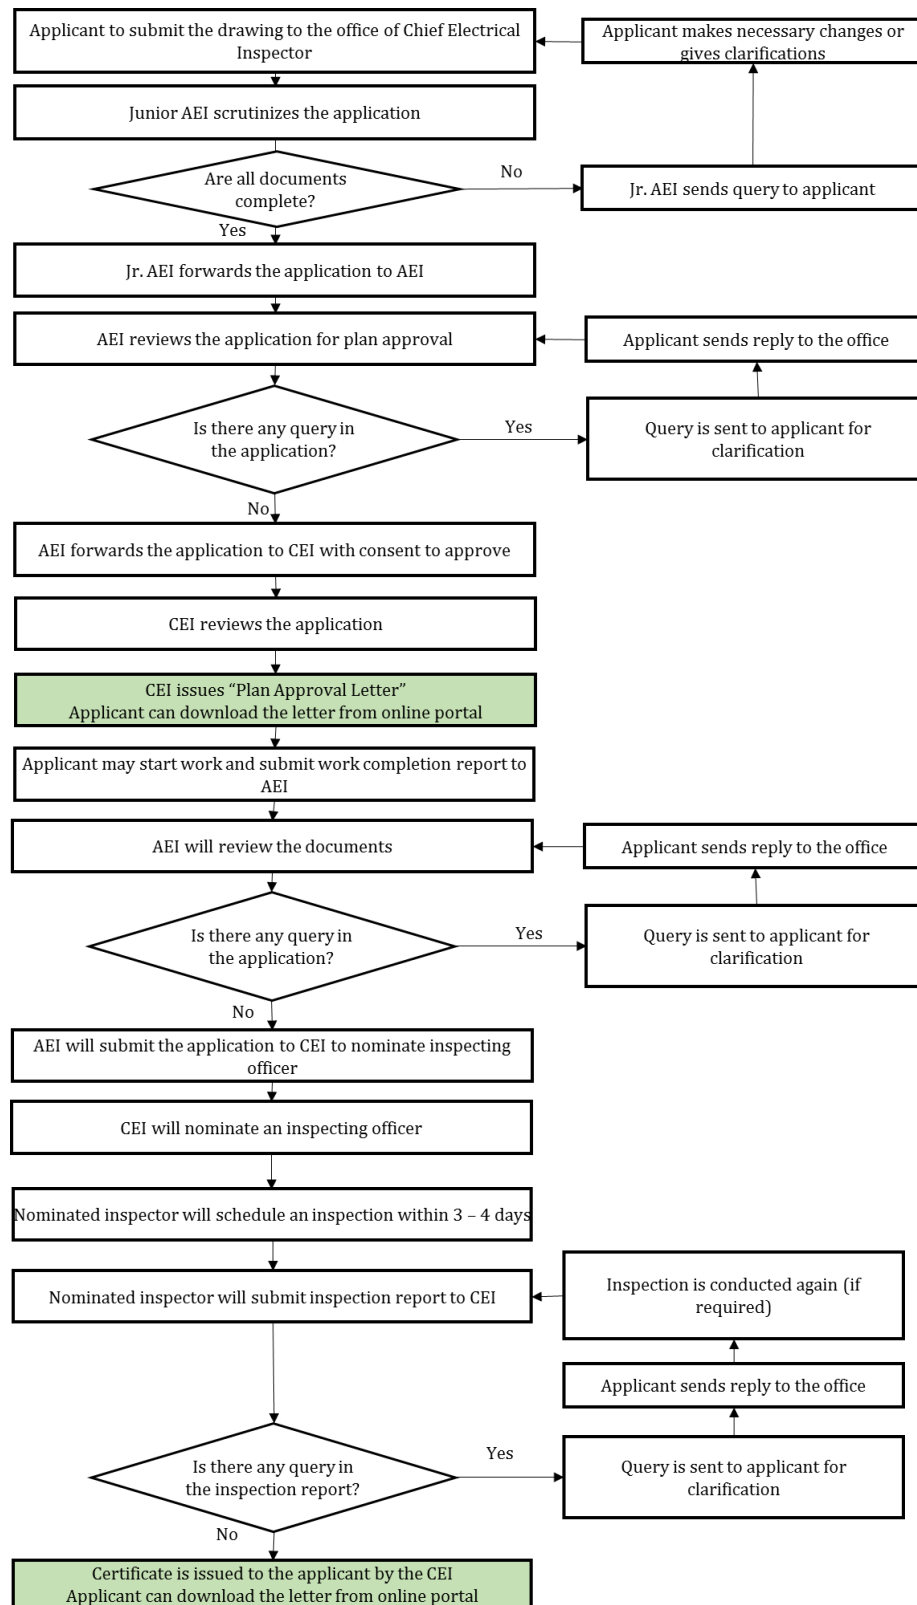 Applicant to submit the drawing to the office of Chief Electrical
Inspector
Applicant makes necessary changes or
gives clarifications
Junior AEI scrutinizes the application
Are all documents
complete?
No
Jr. AEI sends query to applicant
Yes
Jr. AEI forwards the application to AEI
AEI reviews the application for plan approval
Applicant sends reply to the office
Is there any query in
the application?
Yes
Query is sent to applicant for
clarification
No
AEI forwards the application to CEI with consent to approve
CEI reviews the application
CEI issues “Plan Approval Letter”
Applicant can download the letter from online portal
Applicant may start work and submit work completion report to
AEI
AEI will review the documents
Applicant sends reply to the office
Is there any query in
the application?
Yes
Query is sent to applicant for
clarification
No
AEI will submit the application to CEI to nominate inspecting
officer
CEI will nominate an inspecting officer
Nominated inspector will schedule an inspection within 3 – 4 days
Nominated inspector will submit inspection report to CEI
Inspection is conducted again (if
required)
Applicant sends reply to the office
Is there any query in
the inspection report?
Yes
Query is sent to applicant for
clarification
No
Certificate is issued to the applicant by the CEI
Applicant can download the letter from online portal